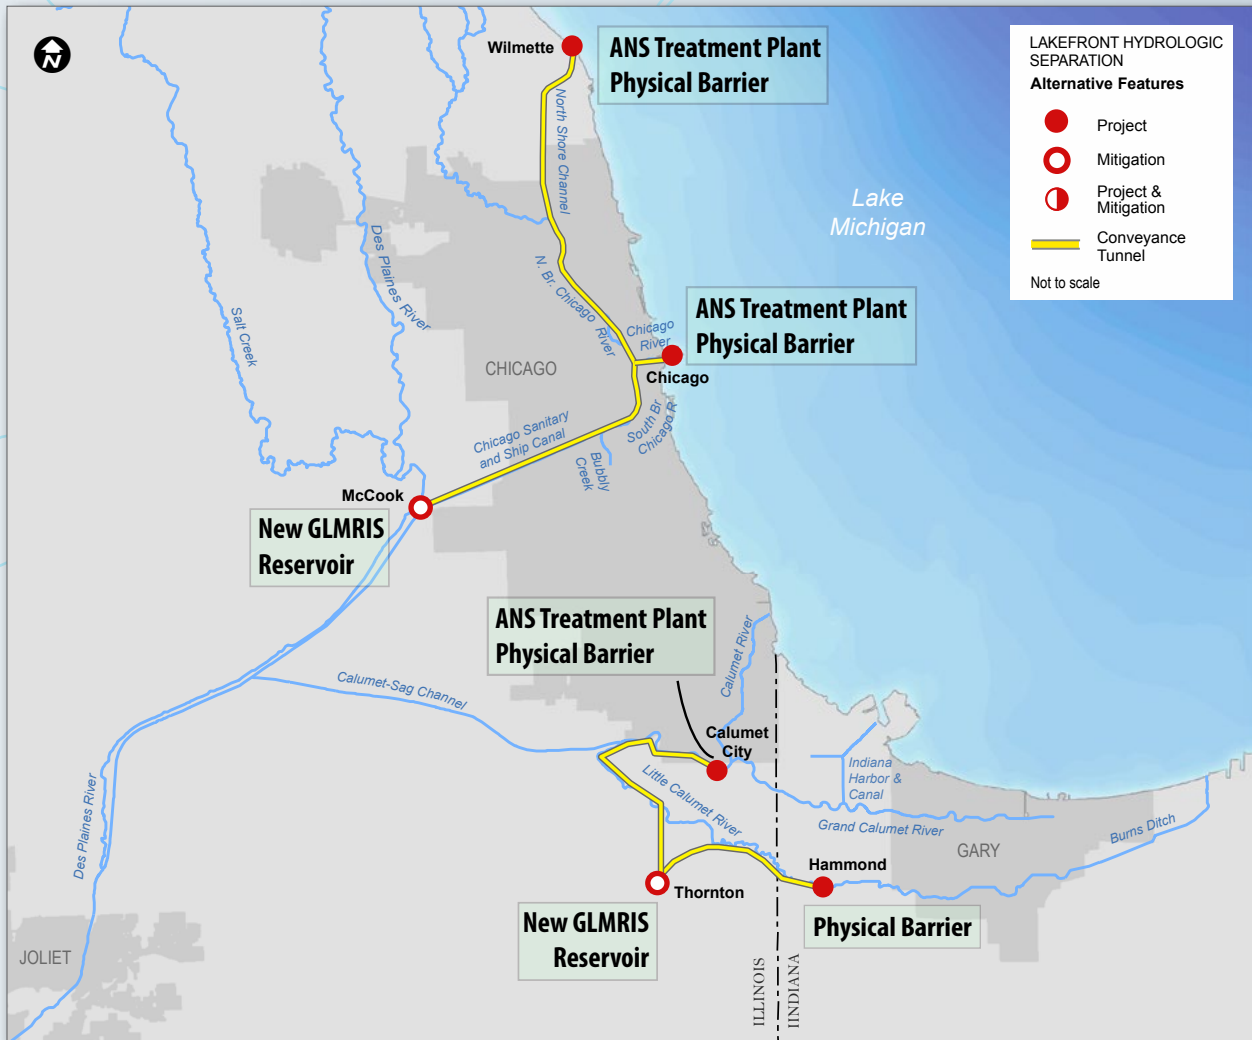 N
Wilmette
ANS Treatment Plant
Physical Barrier
LAKEFRONT HYDROLOGIC
SEPARATION
Alternative Features
Project
Mitigation
Project &
Mitigation
Conveyance
Tunnel
Not to scale
North Shore Channel
Lake
Michigan
Des Plaines River
Salt Creek
N. Br. Chicago River
Chicago
River
ANS Treatment Plant
Physical Barrier
CHICAGO
Chicago
South Br
Chicago R
Chicago Sanitary
and Ship Canal
Bubbly
Creek
McCook
New GLMRIS
Reservoir
ANS Treatment Plant
Physical Barrier
Calumet River
Calumet-Sag Channel
Calumet
City
Indiana
Harbor &
Canal
Little Calumet River
Grand Calumet River
Burns Ditch
Des Plaines River
GARY
Hammond
Thornton
New GLMRIS
Reservoir
Physical Barrier
JOLIET
ILLINOIS
IINDIANA